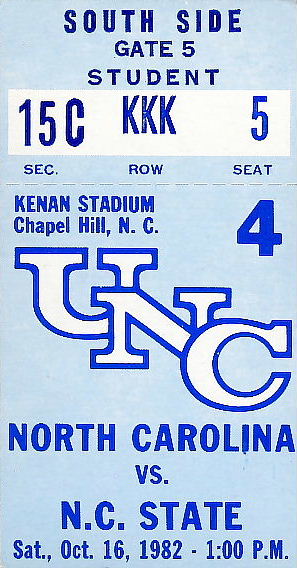 SOUTH SIDE
GATE 5
STUDENT
15C KKK 5
SEC. ROW SEAT
KENAN STADIUM
Chapel Hill, N. C.
4
UNC
NORTH CAROLINA
VS.
N.C. STATE
Sat., Oct. 16, 1982 - 1:00 P.M.